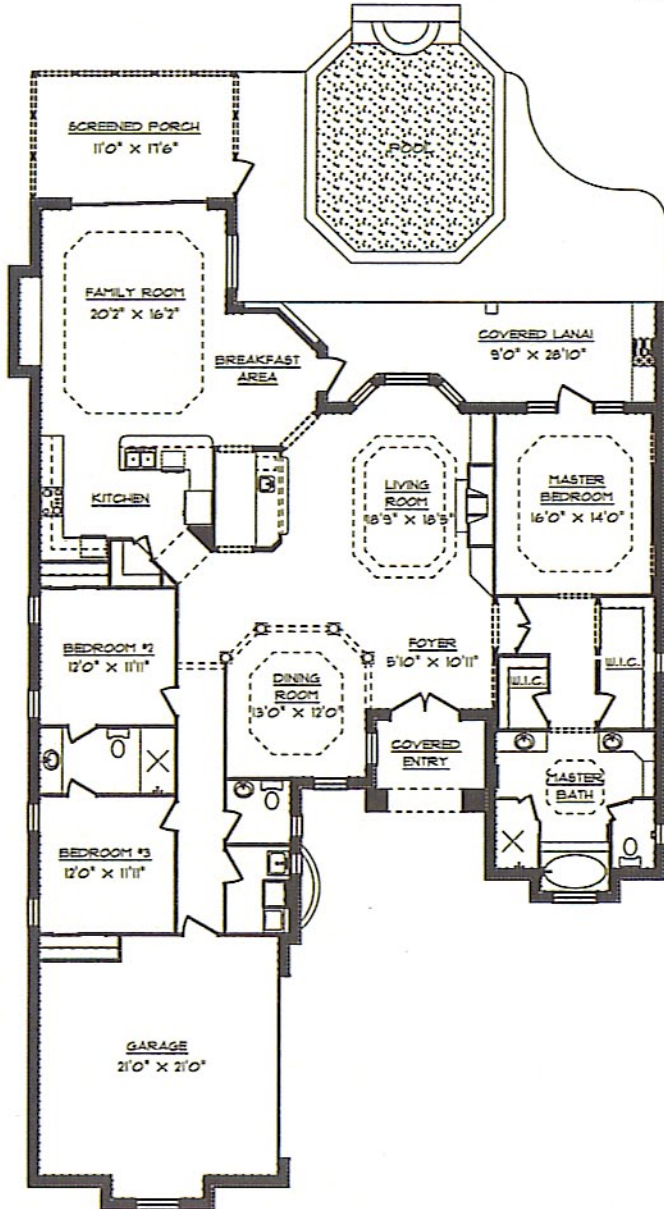 SCREENED PORCH
11'0" X 17'6"
POOL
FAMILY ROOM
20'2" X 16'2"
COVERED LANAI
9'0" X 28'10"
BREAKFAST
AREA
KITCHEN
LIVING
ROOM
18'9" X 18'5"
MASTER
BEDROOM
16'0" X 14'0"
BEDROOM #2
12'0" X 11'11"
FOYER
5'10" X 10'11"
DINING
ROOM
13'0" X 12'0"
W.I.C.
W.I.C.
COVERED
ENTRY
MASTER
BATH
BEDROOM #3
12'0" X 11'11"
GARAGE
21'0" X 21'0"